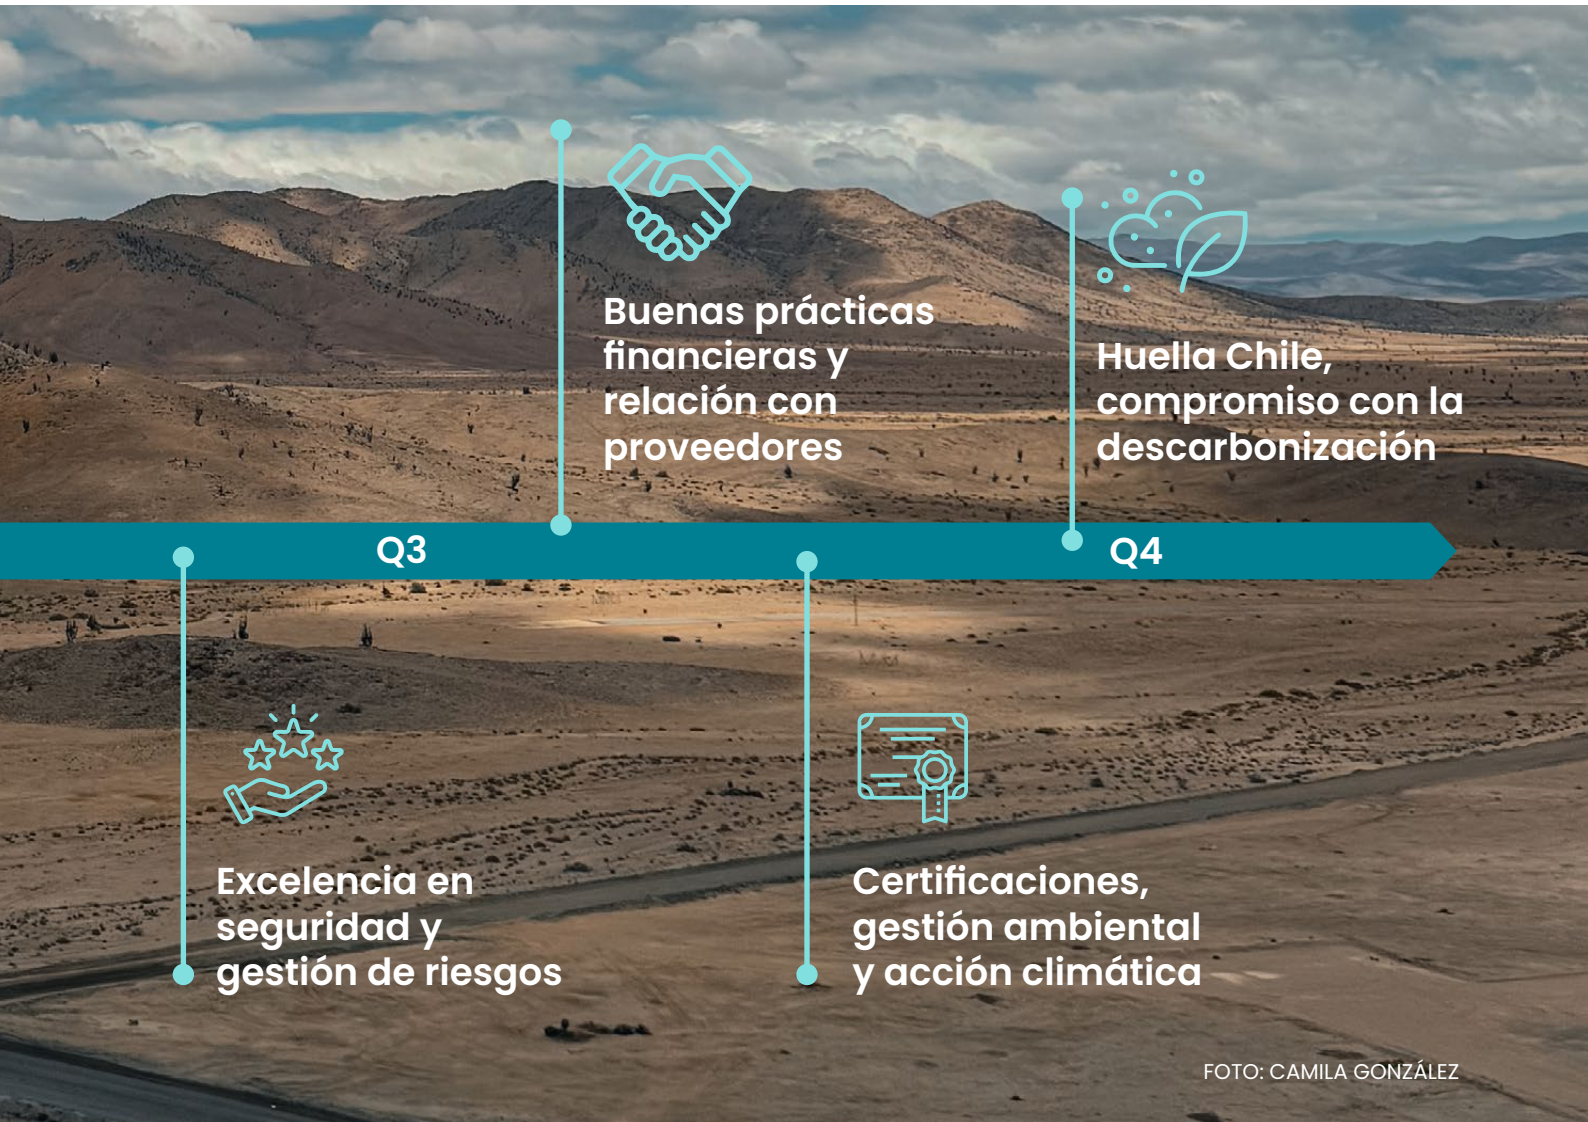 Buenas prácticas
financieras y
relación con
proveedores
Huella Chile,
compromiso con la
descarbonización
Q3
Q4
Excelencia en
seguridad y
gestión de riesgos
Certificaciones,
gestión ambiental
y acción climática
FOTO: CAMILA GONZÁLEZ